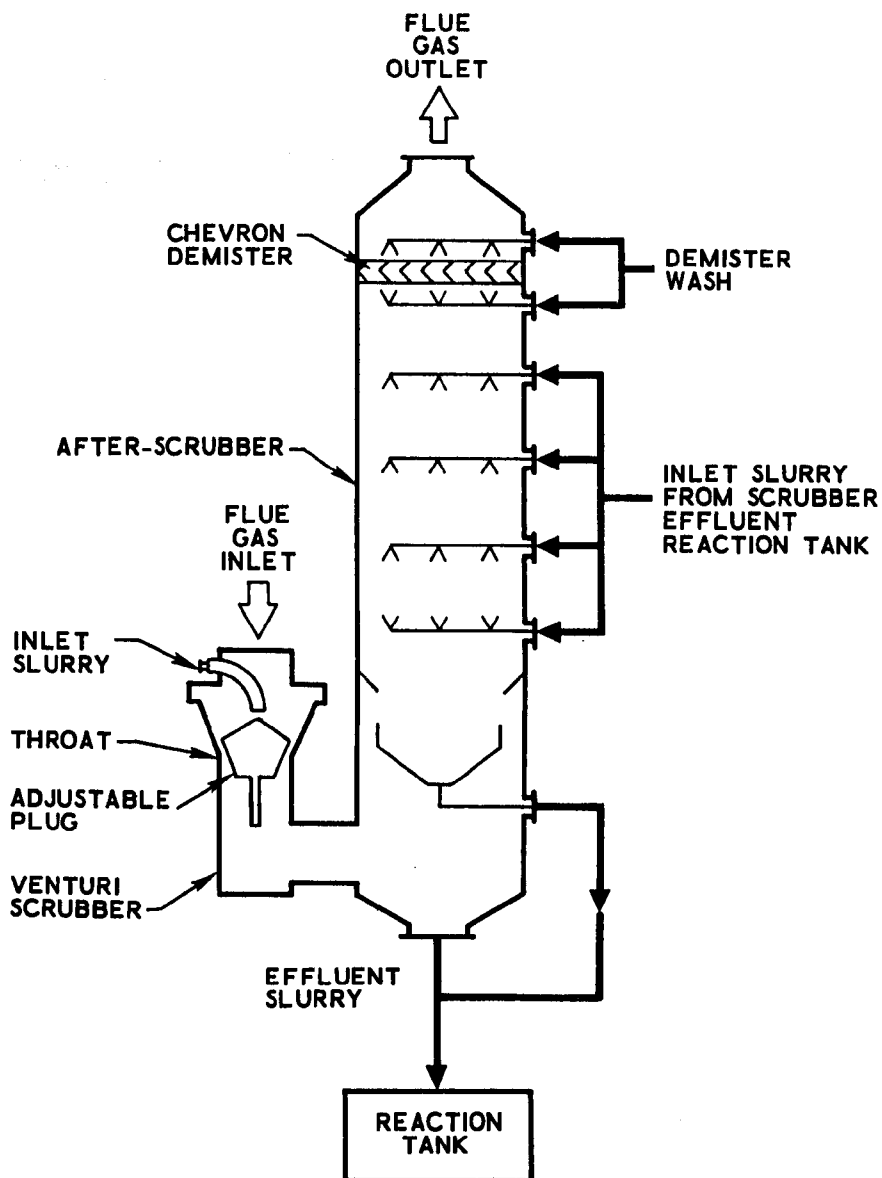 FLUE
GAS
OUTLET
CHEVRON
DEMISTER
DEMISTER
WASH
AFTER-SCRUBBER
INLET SLURRY
FROM SCRUBBER
EFFLUENT
REACTION TANK
FLUE
GAS
INLET
INLET
SLURRY
THROAT
ADJUSTABLE
PLUG
VENTURI
SCRUBBER
EFFLUENT
SLURRY
REACTION
TANK